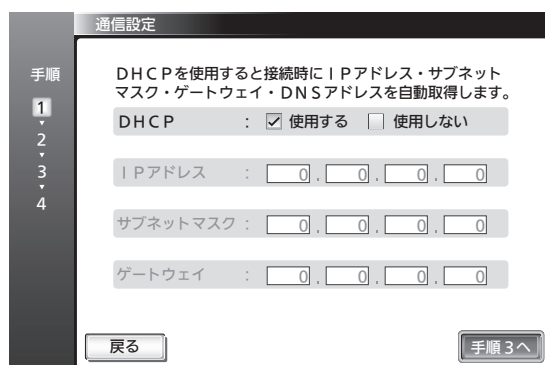 通信設定
手順
1
2
3
4
DHCPを使用すると接続時にIPアドレス・サブネット
マスク・ゲートウェイ・DNSアドレスを自動取得します。
DHCP : 使用する 使用しない
IPアドレス : 0 . 0 . 0 . 0
サブネットマスク : 0 . 0 . 0 . 0
ゲートウェイ : 0 . 0 . 0 . 0
戻る 手順3へ